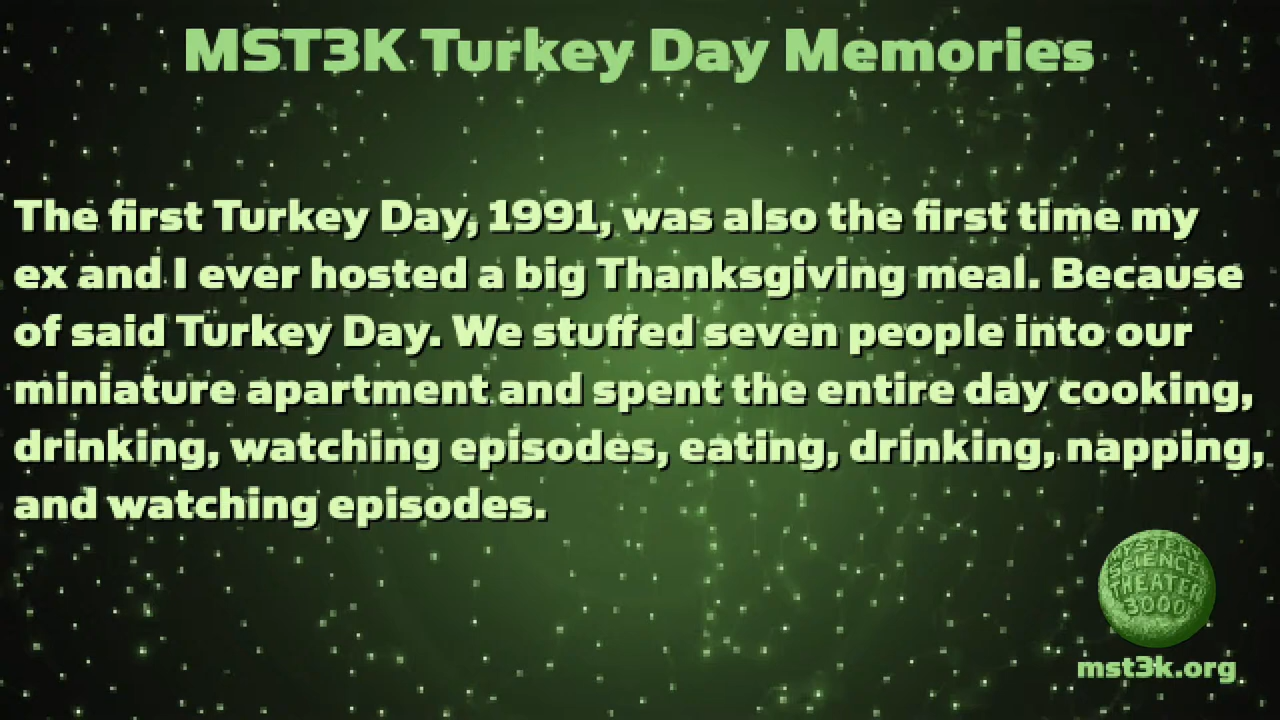 MST3K Turkey Day Memories
The first Turkey Day, 1991, was also the first time my
ex and I ever hosted a big Thanksgiving meal. Because
of said Turkey Day. We stuffed seven people into our
miniature apartment and spent the entire day cooking,
drinking, watching episodes, eating, drinking, napping,
and watching episodes.
MYSTERY
SCIENCE
THEATER
3000
mst3k.org